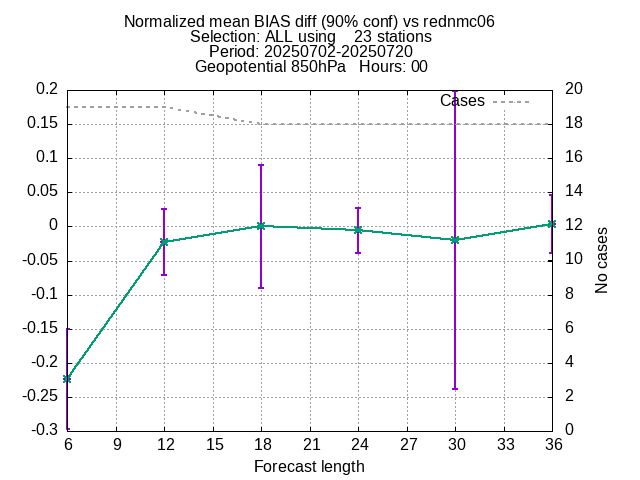 Normalized mean BIAS diff (90% conf) vs rednmc06
Selection: ALL using    23 stations
Period: 20250702-20250720
Geopotential 850hPa   Hours: 00
Cases
0.2
0.15
0.1
0.05
0
-0.05
-0.1
-0.15
-0.2
-0.25
-0.3
20
18
16
14
12
10
8
6
4
2
0
No cases
6 9 12 15 18 21 24 27 30 33 36
Forecast length